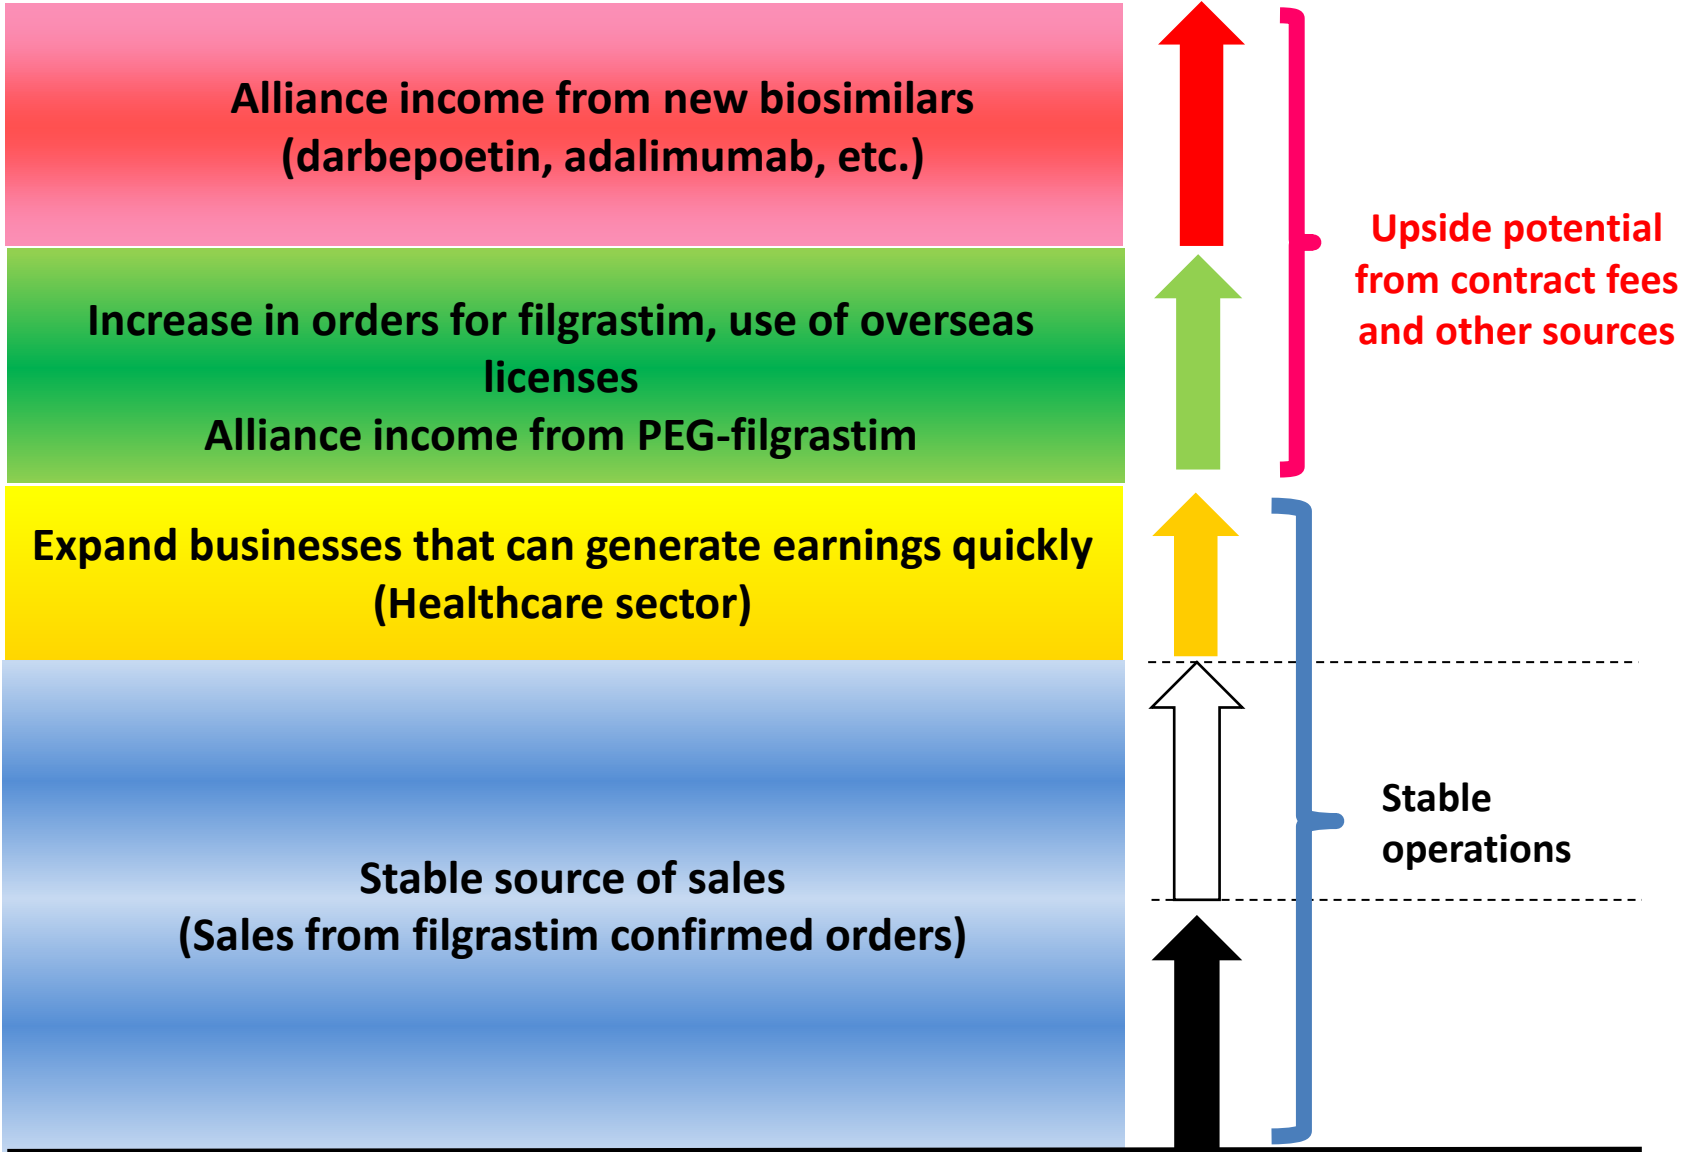 Alliance income from new biosimilars
(darbepoetin, adalimumab, etc.)
Upside potential
from contract fees
and other sources
Increase in orders for filgrastim, use of overseas
licenses
Alliance income from PEG-filgrastim
Expand businesses that can generate earnings quickly
(Healthcare sector)
Stable
operations
Stable source of sales
(Sales from filgrastim confirmed orders)